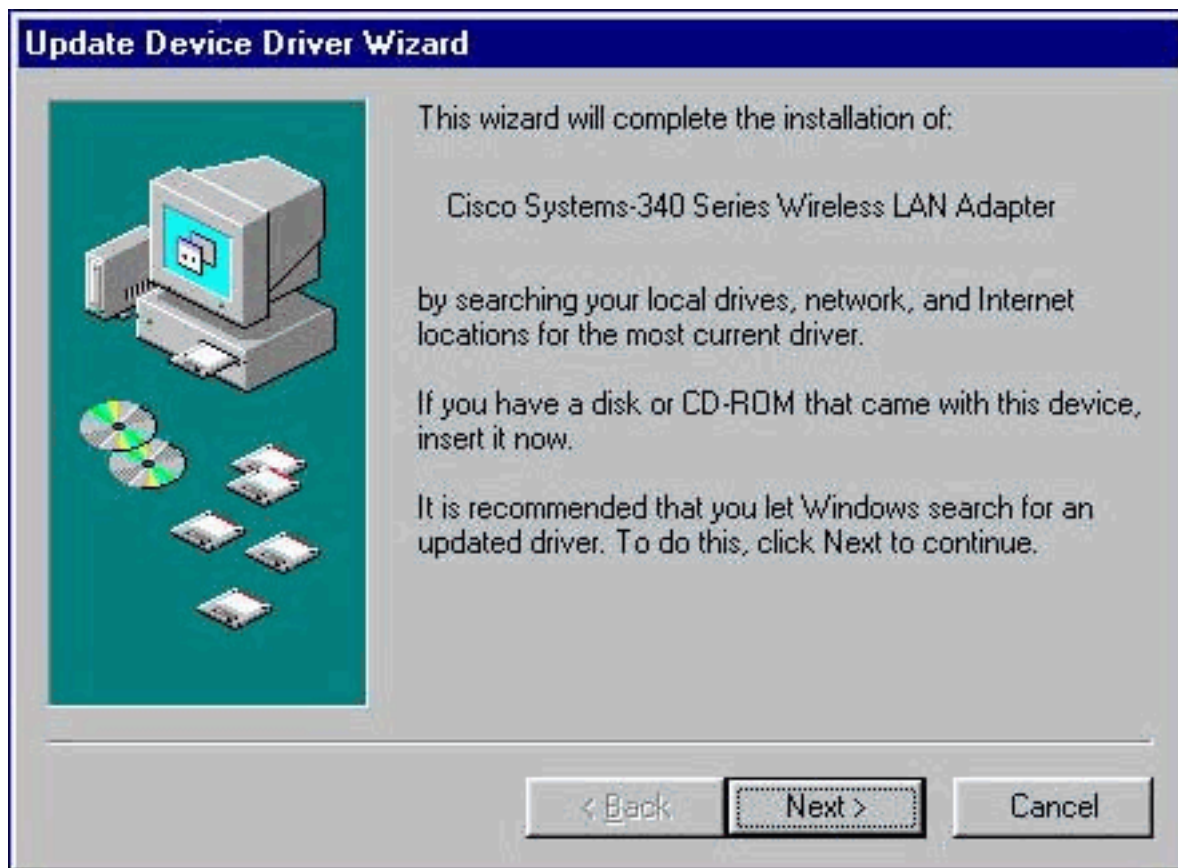 Update Device Driver Wizard
This wizard will complete the installation of:
Cisco Systems-340 Series Wireless LAN Adapter
by searching your local drives, network, and Internet
locations for the most current driver.
If you have a disk or CD-ROM that came with this device,
insert it now.
It is recommended that you let Windows search for an
updated driver. To do this, click Next to continue.
< Back
Next >
Cancel